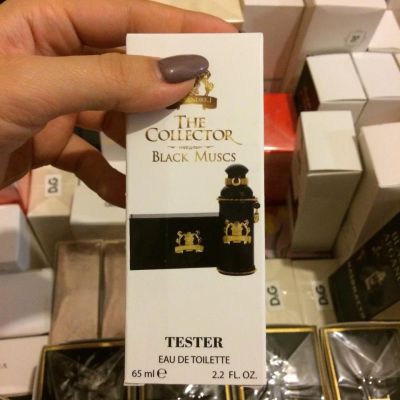 THE
COLLECTOR
BLACK MUSCS
TESTER
EAU DE TOILETTE
65 ml e 2.2 FL. OZ.
D&G
D&G
D&G